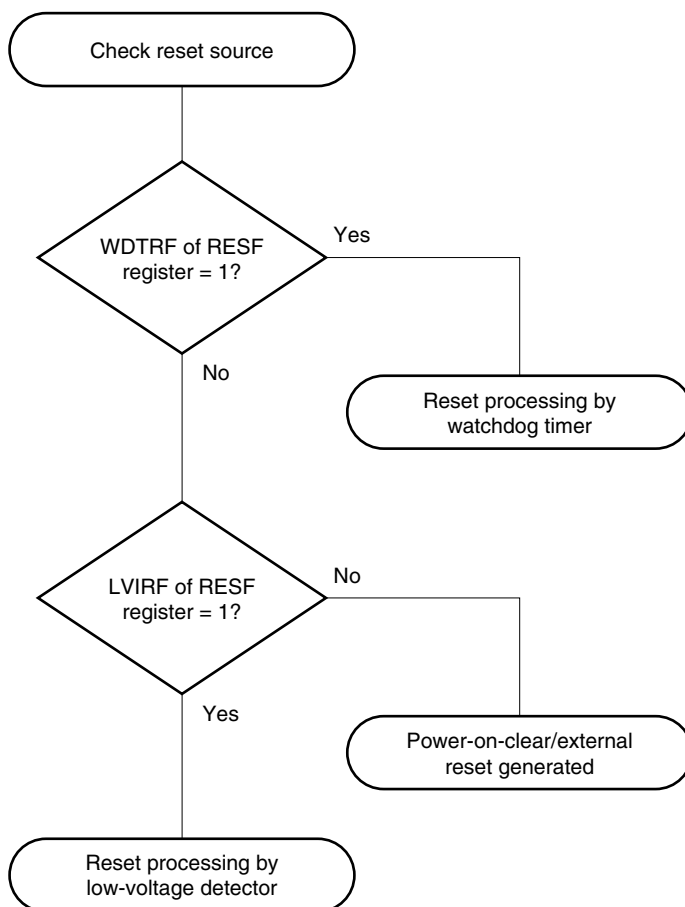 Check reset source
WDTRF of RESF
register = 1?
Yes
No
Reset processing by
watchdog timer
LVIRF of RESF
register = 1?
No
Yes
Power-on-clear/external
reset generated
Reset processing by
low-voltage detector